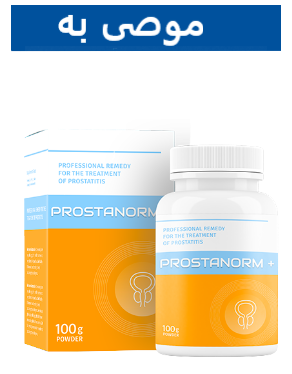 موصى به
PROFESSIONAL REMEDY
FOR THE TREATMENT
OF PROSTATITIS
PROSTANORM
100g
POWDER
PROFESSIONAL REMEDY
FOR THE TREATMENT
OF PROSTATITIS
PROSTANORM +
100g
POWDER